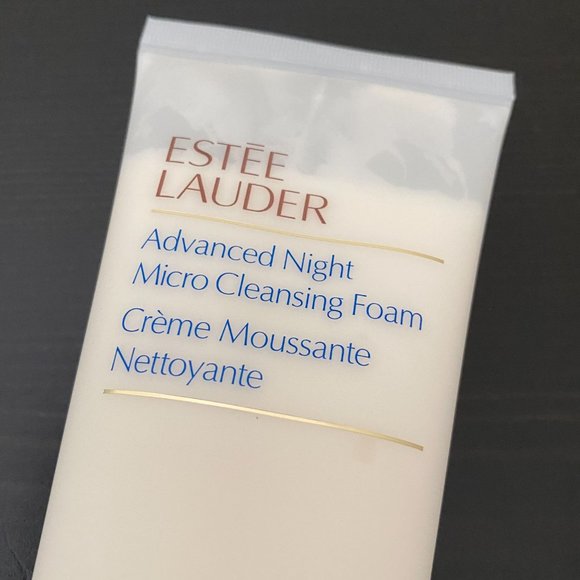 ESTĒE
LAUDER
Advanced Night
Micro Cleansing Foam
Crème Moussante
Nettoyante